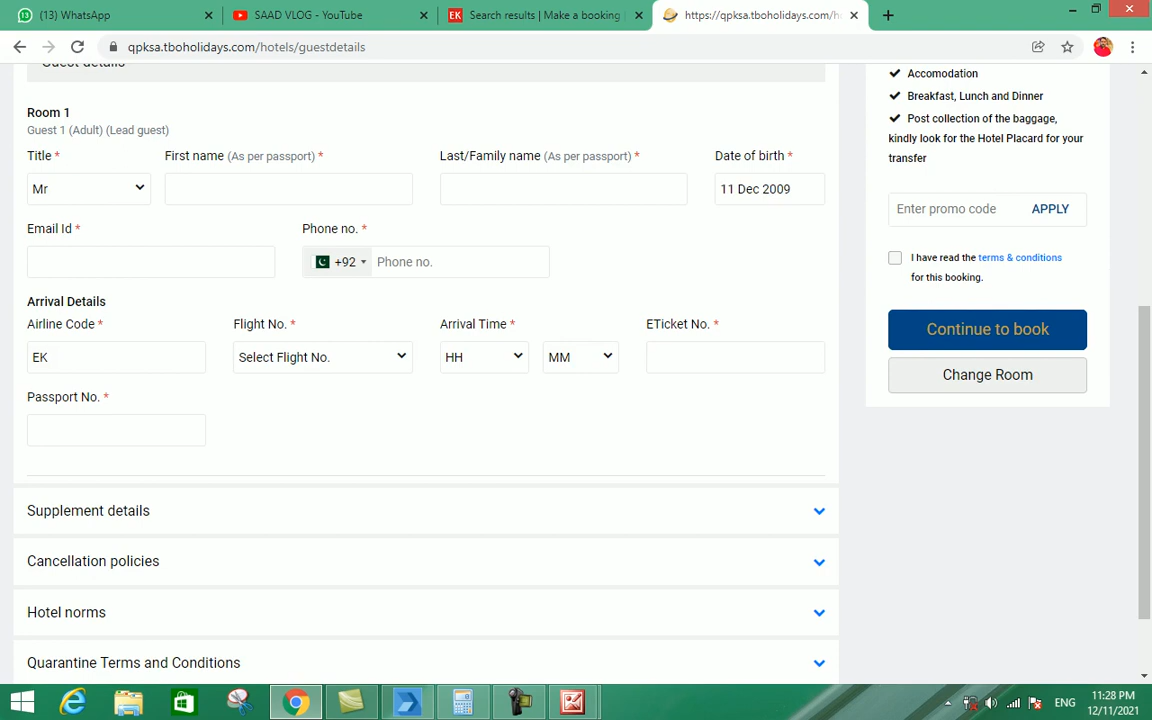 (13) WhatsApp
SAAD VLOG - YouTube
EK Search results | Make a booking
https://qpksa.tboholidays.com/h
qpksa.tboholidays.com/hotels/guestdetails
Guest details
Room 1
Guest 1 (Adult) (Lead guest)
Title * First name (As per passport) * Last/Family name (As per passport) * Date of birth *
Mr 11 Dec 2009
Email Id * Phone no. *
+92 Phone no.
Arrival Details
Airline Code * Flight No. * Arrival Time * ETicket No. *
EK Select Flight No. HH MM
Passport No. *
Supplement details
Cancellation policies
Hotel norms
Quarantine Terms and Conditions
Accomodation
Breakfast, Lunch and Dinner
Post collection of the baggage,
kindly look for the Hotel Placard for your
transfer
Enter promo code APPLY
I have read the terms & conditions
for this booking.
Continue to book
Change Room
ENG
11:28 PM
12/11/2021